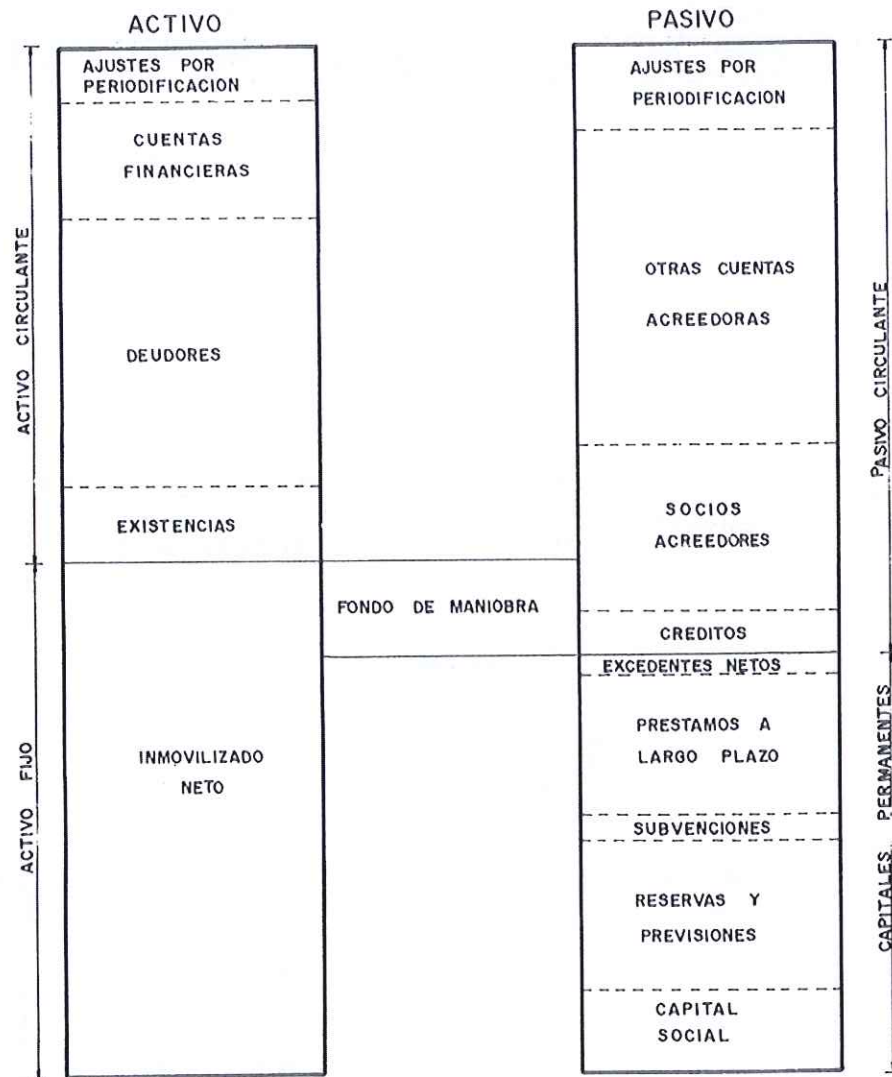 ACTIVO
PASIVO
AJUSTES POR
PERIODIFICACION
CUENTAS
FINANCIERAS
DEUDORES
EXISTENCIAS
INMOVILIZADO
NETO
ACTIVO CIRCULANTE
ACTIVO FIJO
FONDO DE MANIOBRA
AJUSTES POR
PERIODIFICACION
OTRAS CUENTAS
ACREEDORAS
SOCIOS
ACREEDORES
CREDITOS
EXCEDENTES NETOS
PRESTAMOS A
LARGO PLAZO
SUBVENCIONES
RESERVAS Y
PREVISIONES
CAPITAL
SOCIAL
PASIVO CIRCULANTE
CAPITALES PERMANENTES